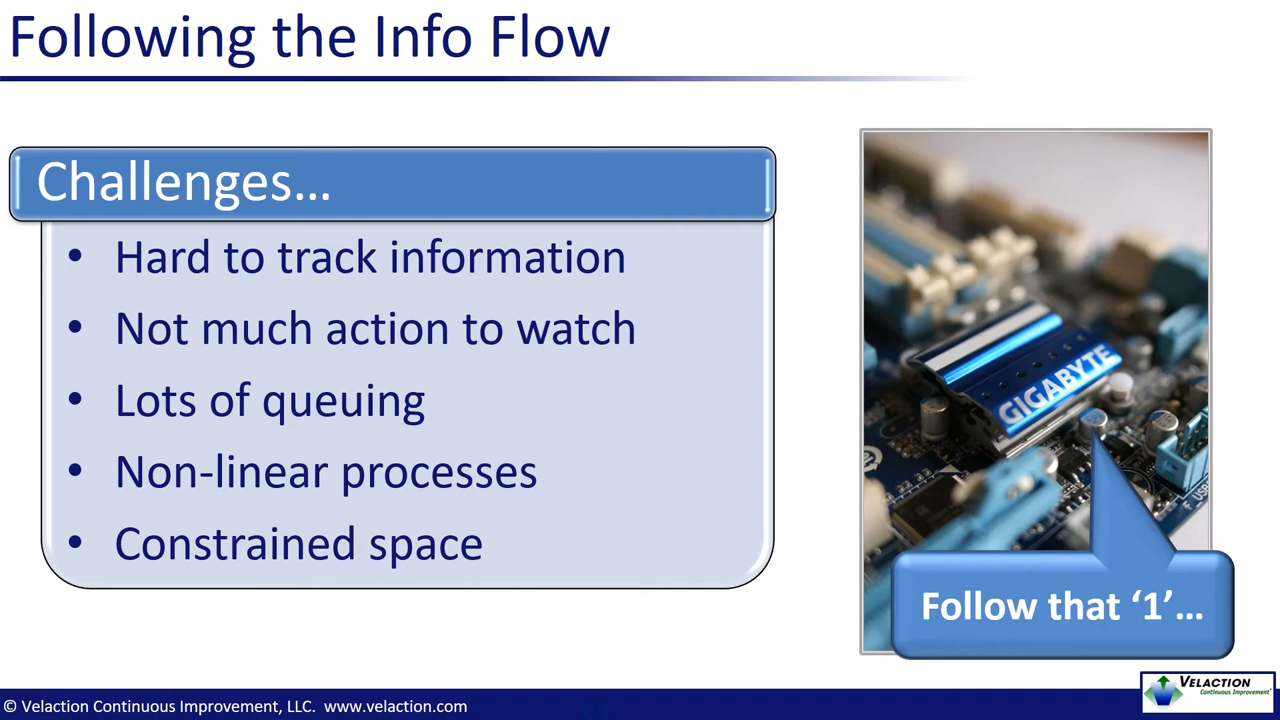 Following the Info Flow
Challenges…
• Hard to track information
• Not much action to watch
• Lots of queuing
• Non-linear processes
• Constrained space
GIGABYTE
F_USB
Follow that ‘1’…
© Velaction Continuous Improvement, LLC. www.velaction.com
VELACTION
Continuous Improvement